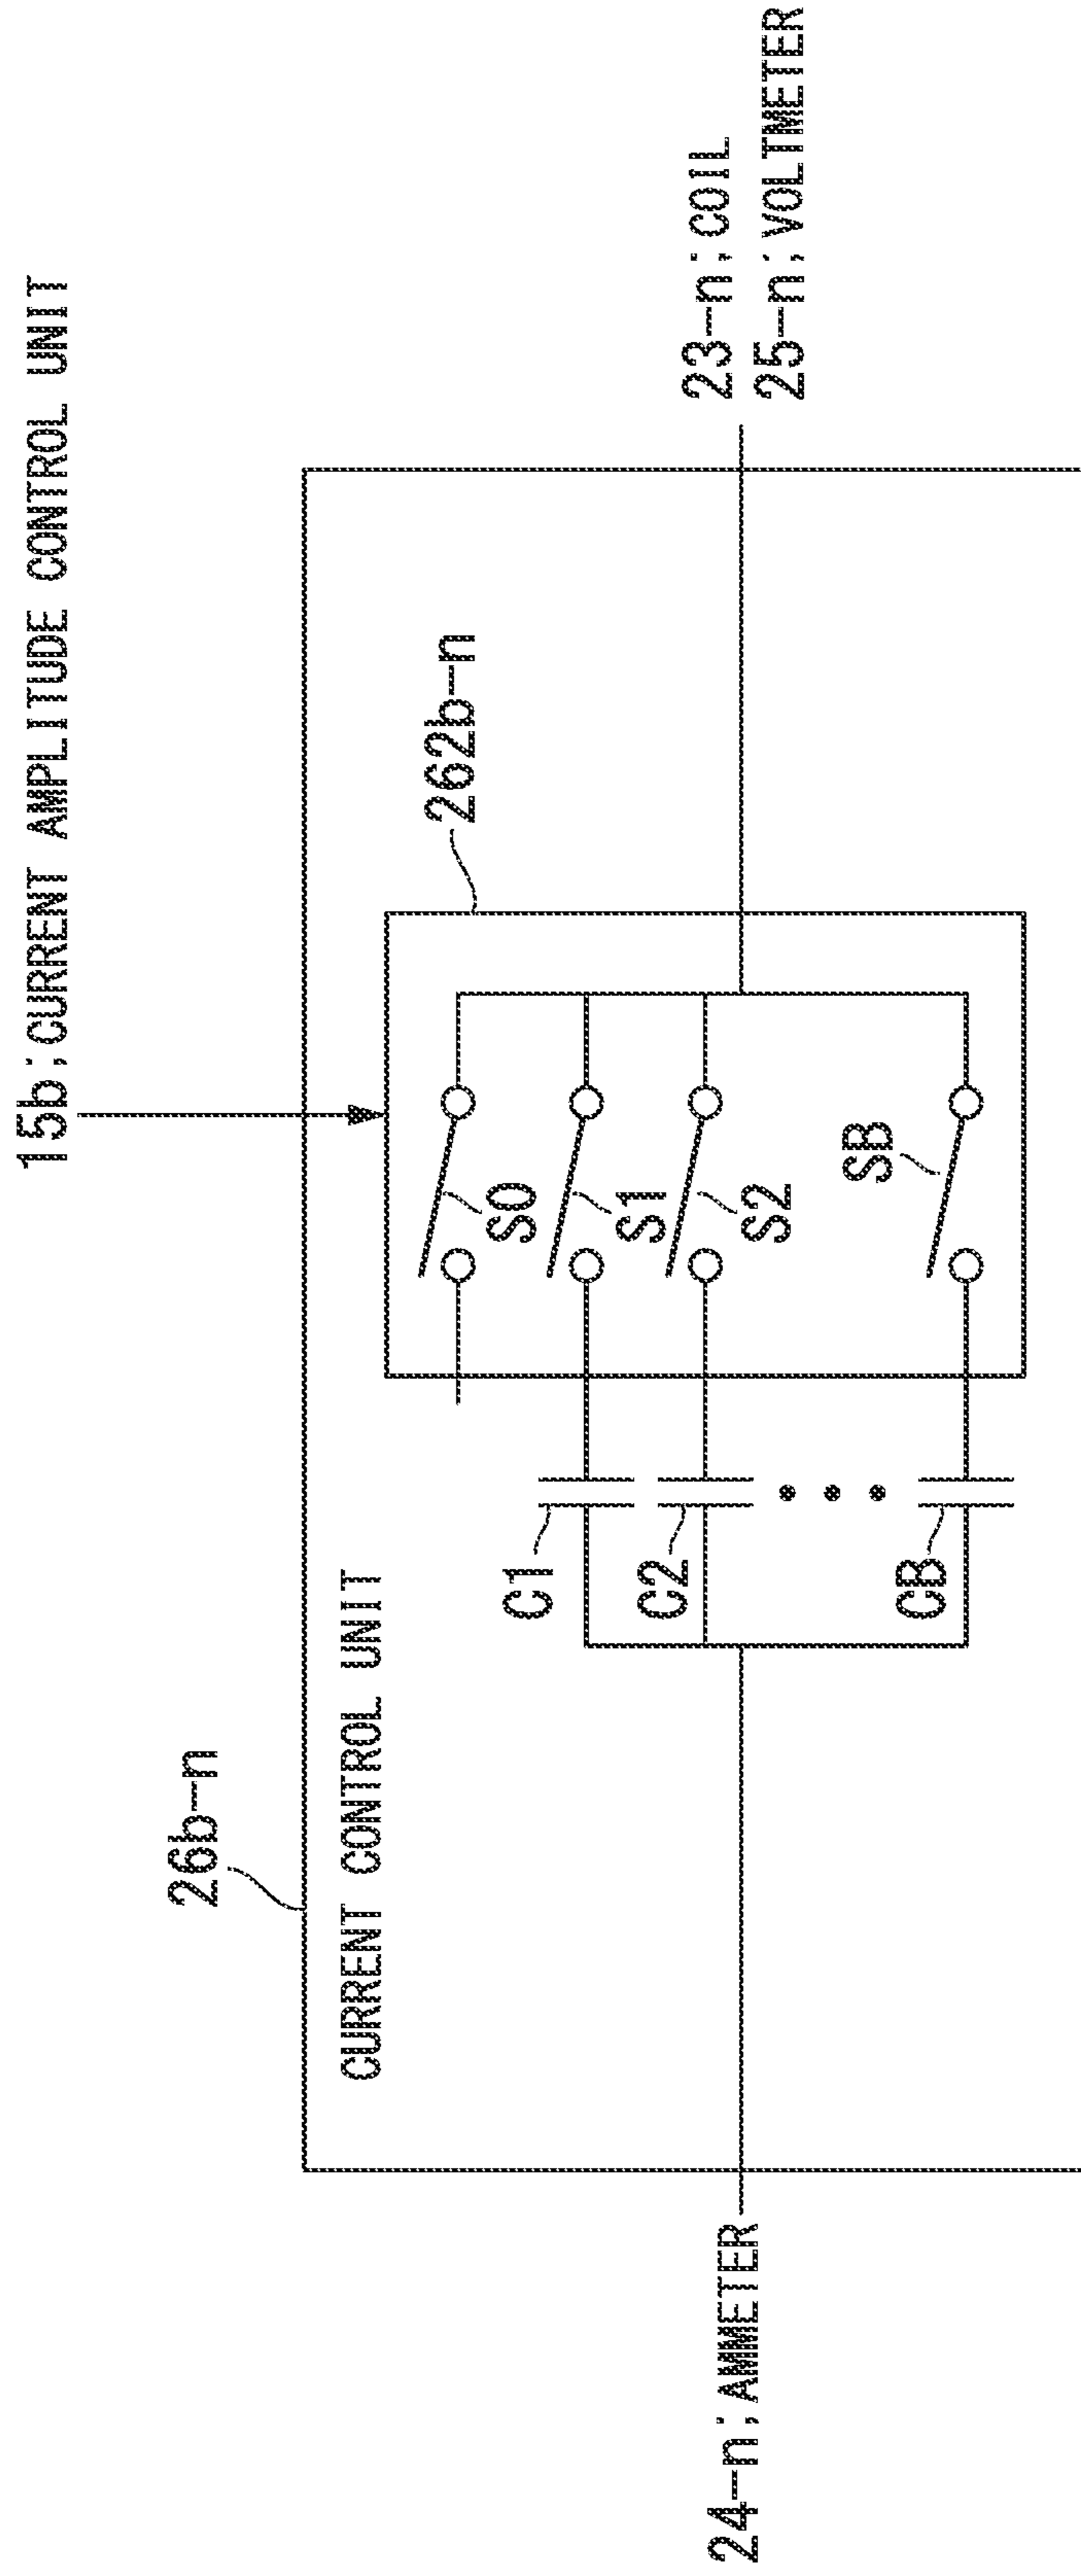 15b;CURRENT AMPLITUDE CONTROL UNIT
26b-n
CURRENT CONTROL UNIT
262b-n
S0
S1
C1
C2
S2
SB
CB
24-n;AMMETER
23-n;COIL
25-n;VOLTMETER